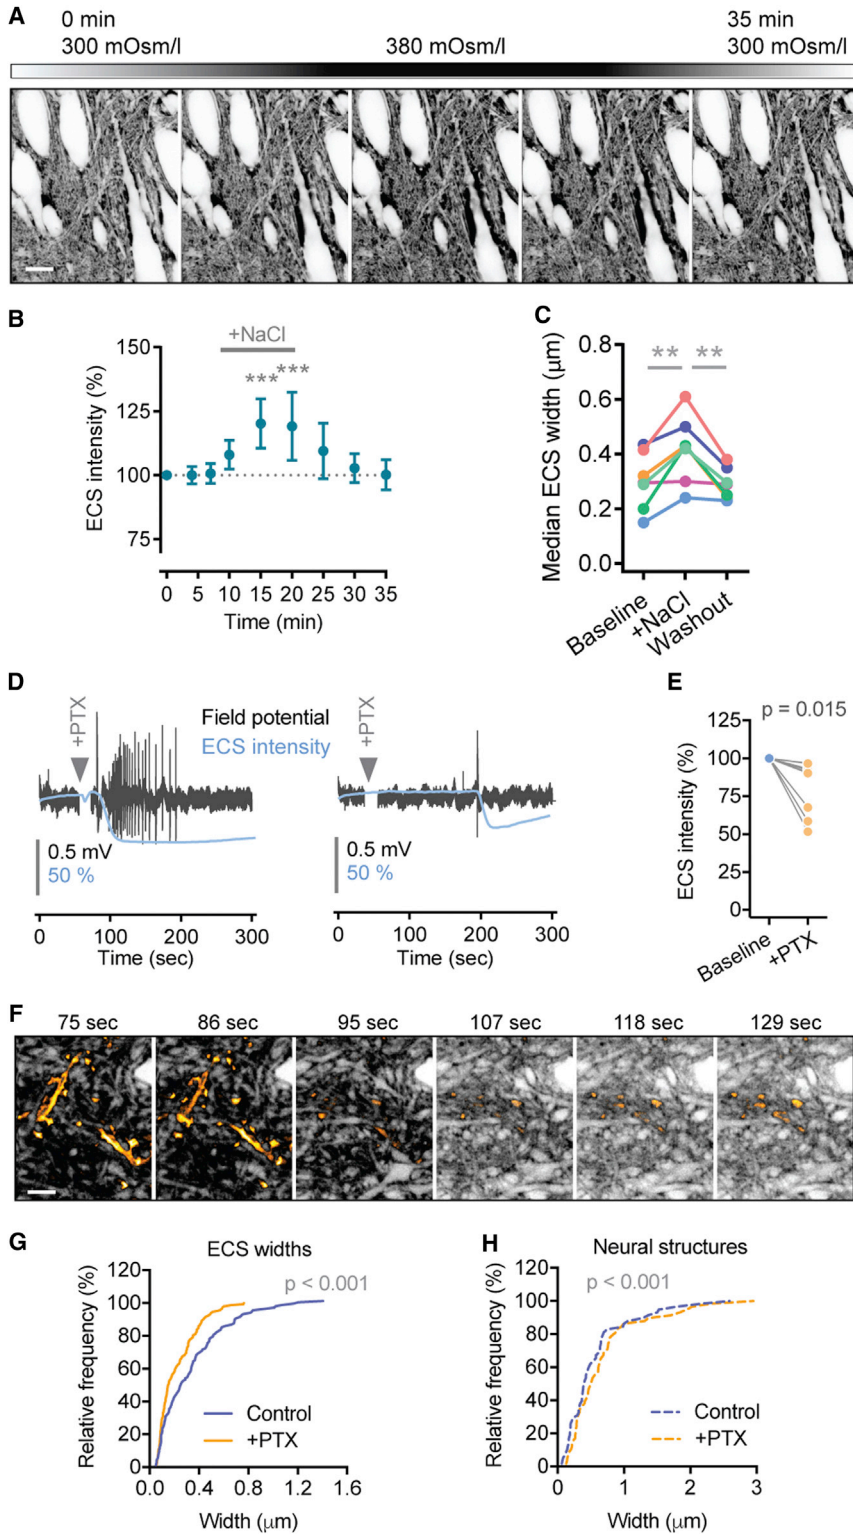 A
0 min
300 mOsm/l
380 mOsm/l
35 min
300 mOsm/l
B
+NaCl
***
***
ECS intensity (%)
150
125
100
75
0
5
10
15
20
25
30
35
Time (min)
C
**
**
Median ECS width (μm)
0.8
0.6
0.4
0.2
0.0
Baseline
+NaCl
Washout
D
+PTX
Field potential
ECS intensity
+PTX
0.5 mV
50 %
0.5 mV
50 %
0
100
200
300
Time (sec)
0
100
200
300
Time (sec)
E
p = 0.015
ECS intensity (%)
125
100
75
50
25
0
Baseline
+PTX
F
75 sec
86 sec
95 sec
107 sec
118 sec
129 sec
G
ECS widths
p < 0.001
Relative frequency (%)
120
100
80
60
40
20
0
Control
+PTX
0.0
0.4
0.8
1.2
1.6
Width (μm)
H
Neural structures
p < 0.001
Relative frequency (%)
120
100
80
60
40
20
0
Control
+PTX
0
1
2
3
Width (μm)